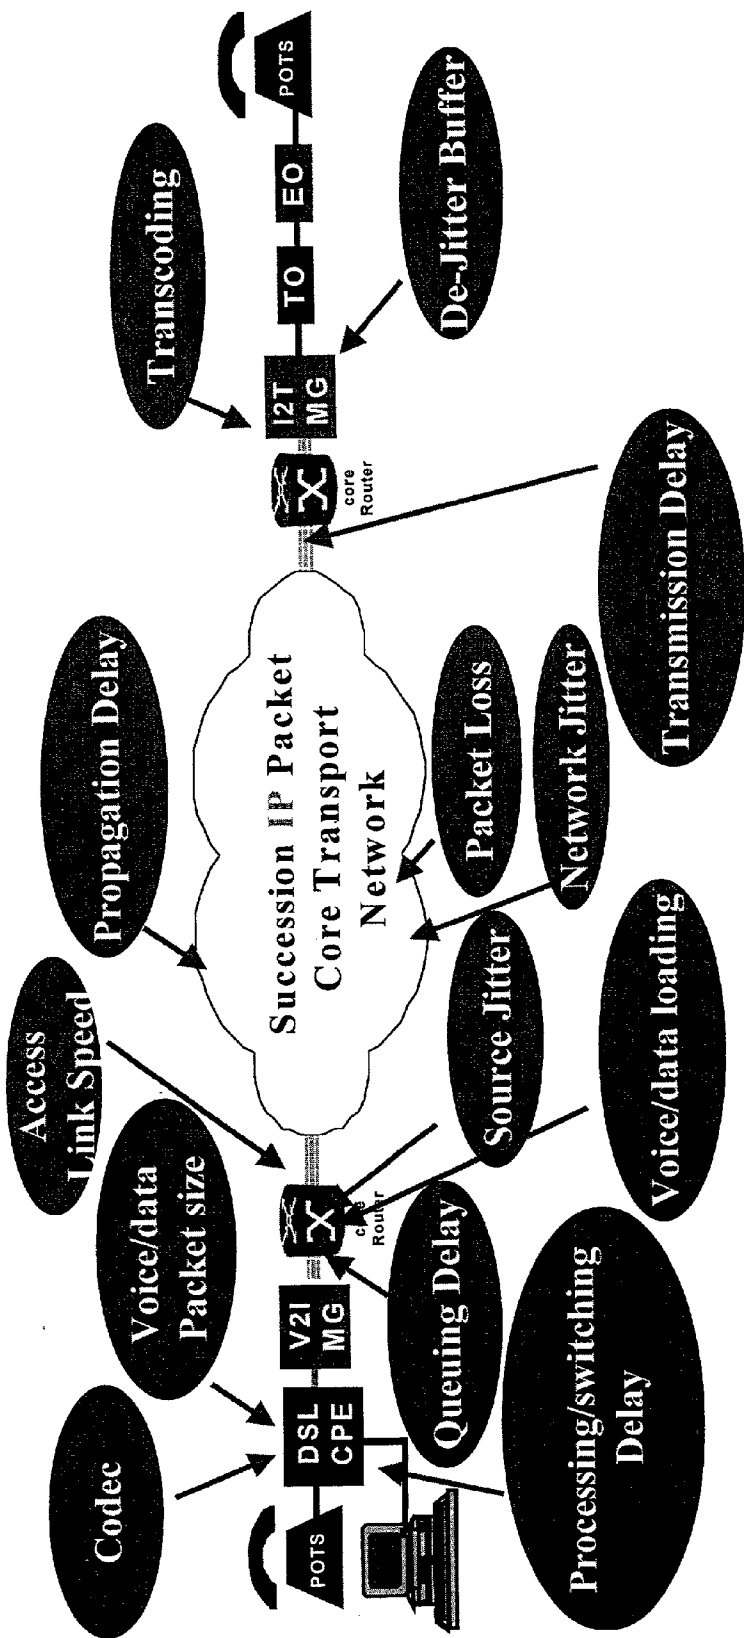 Codec
Voice/data
Packet size
Access
Link Speed
Propagation Delay
Transcoding
POTS
DSL
CPE
V2I
MG
core
Router
Succession IP Packet
Core Transport
Network
core
Router
I2T
MG
TO
EO
POTS
Processing/switching
Delay
Queuing Delay
Source Jitter
Voice/data loading
Packet Loss
Network Jitter
Transmission Delay
De-Jitter Buffer